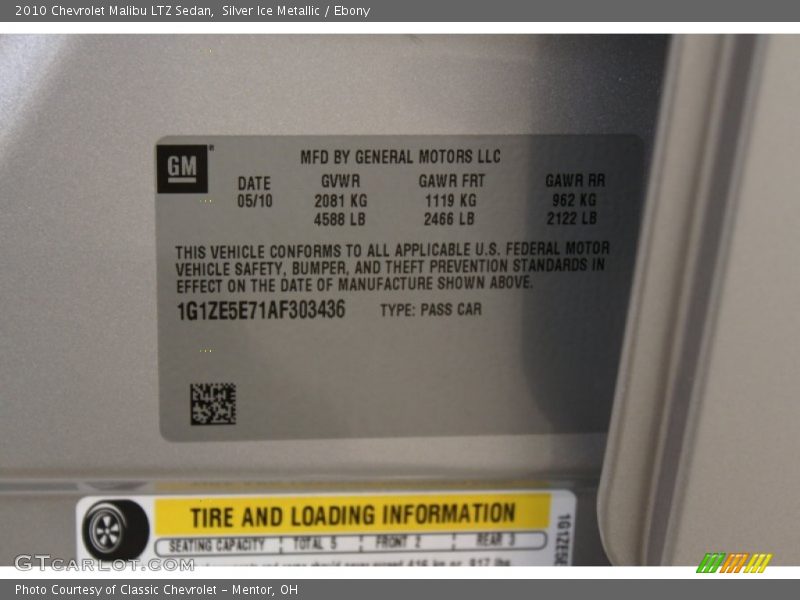 2010 Chevrolet Malibu LTZ Sedan, Silver Ice Metallic / Ebony
GM
MFD BY GENERAL MOTORS LLC
DATE GVWR GAWR FRT GAWR RR
05/10 2081 KG 1119 KG 962 KG
4588 LB 2466 LB 2122 LB
THIS VEHICLE CONFORMS TO ALL APPLICABLE U.S. FEDERAL MOTOR
VEHICLE SAFETY, BUMPER, AND THEFT PREVENTION STANDARDS IN
EFFECT ON THE DATE OF MANUFACTURE SHOWN ABOVE.
1G1ZE5E71AF303436 TYPE: PASS CAR
TIRE AND LOADING INFORMATION
SEATING CAPACITY TOTAL 5 FRONT 2 REAR 3
1G1ZE5E
GTCarLot.com
Photo Courtesy of Classic Chevrolet - Mentor, OH